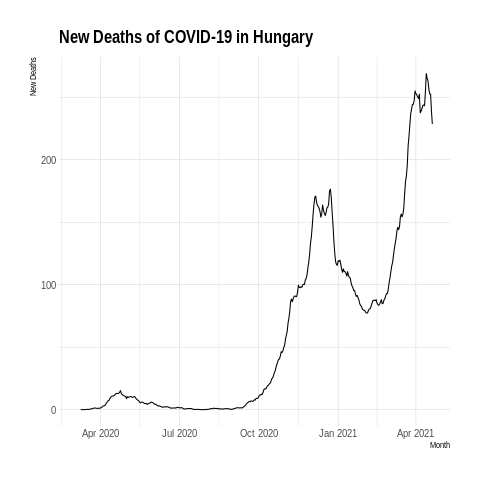 New Deaths of COVID-19 in Hungary
New Deaths
200
100
0
Apr 2020 Jul 2020 Oct 2020 Jan 2021 Apr 2021
Month